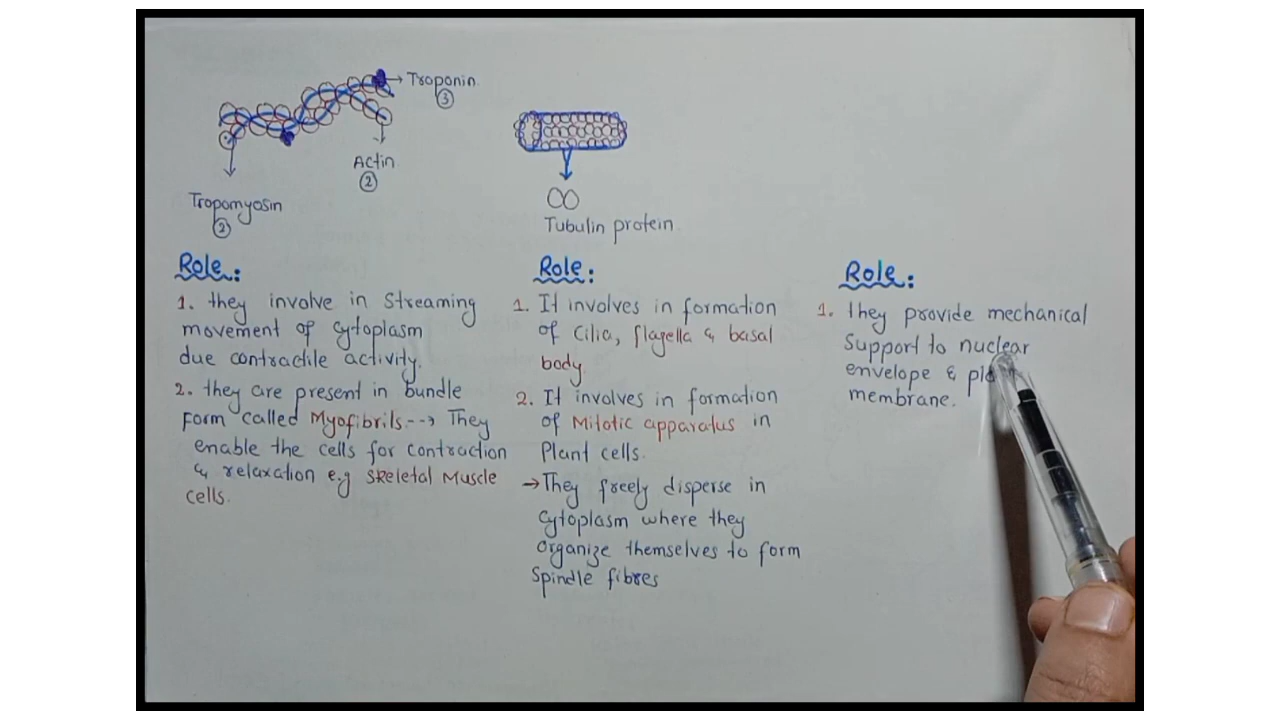 Troponin
3
Actin
2
Tropomyosin
2
Tubulin protein
Role:
1. they involve in Streaming
movement of cytoplasm
due contractile activity.
2. they are present in bundle
Form called Myofibrils.--→ They
enable the cells for contraction
& relaxation e.g skeletal Muscle
cells.
Role:
1. It involves in formation
of Cilia, flagella & basal
body.
2. It involves in formation
of Mitotic apparatus in
Plant cells.
→They freely disperse in
Cytoplasm where they
organize themselves to form
Spindle fibres
Role:
1. they provide mechanical
Support to nuclear
envelope &
membrane.